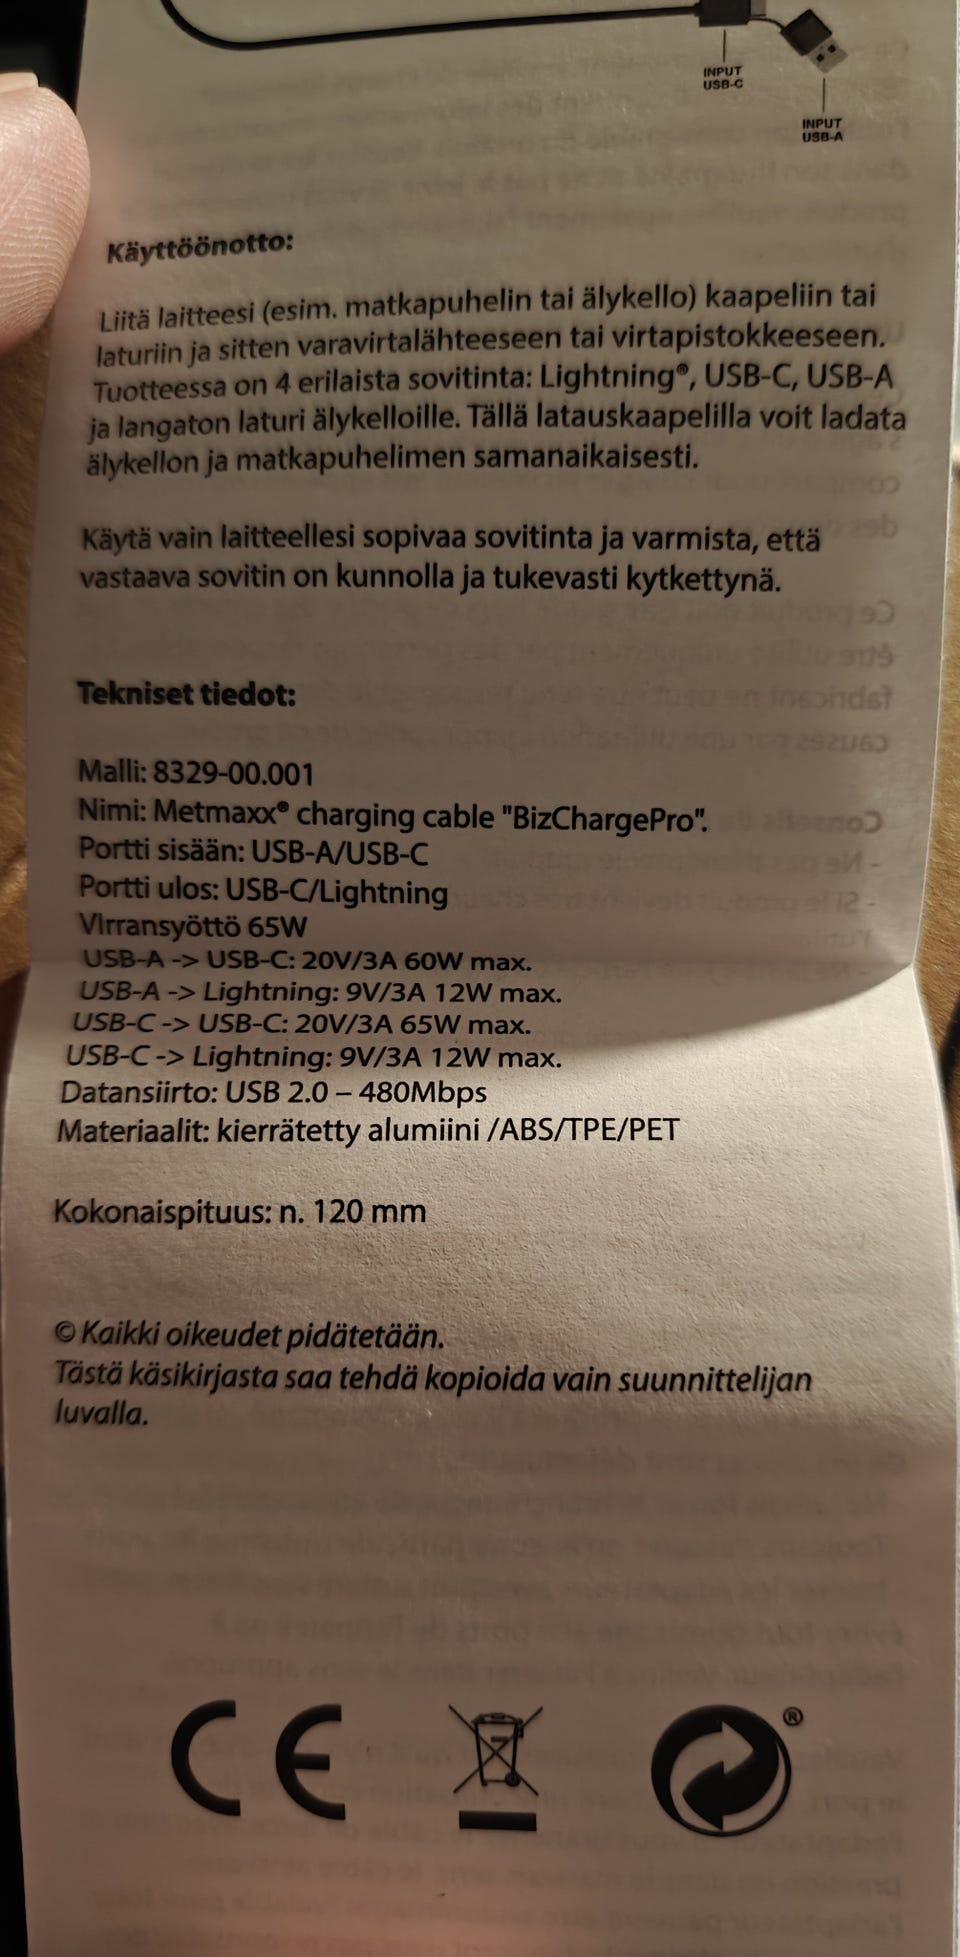 INPUT
USB-C
INPUT
USB-A
Käyttöönotto:
Liitä laitteesi (esim. matkapuhelin tai älykello) kaapeliin tai
laturiin ja sitten varavirtalähteeseen tai virtapistokkeeseen.
Tuotteessa on 4 erilaista sovitinta: Lightning®, USB-C, USB-A
ja langaton laturi älykelloille. Tällä latauskaapelilla voit ladata
älykellon ja matkapuhelimen samanaikaisesti.
Käytä vain laitteellesi sopivaa sovitinta ja varmista, että
vastaava sovitin on kunnolla ja tukevasti kytkettynä.
Tekniset tiedot:
Malli: 8329-00.001
Nimi: Metmaxx® charging cable "BizChargePro".
Portti sisään: USB-A/USB-C
Portti ulos: USB-C/Lightning
VIrransyöttö 65W
USB-A -> USB-C: 20V/3A 60W max.
USB-A -> Lightning: 9V/3A 12W max.
USB-C -> USB-C: 20V/3A 65W max.
USB-C -> Lightning: 9V/3A 12W max.
Datansiirto: USB 2.0 – 480Mbps
Materiaalit: kierrätetty alumiini /ABS/TPE/PET
Kokonaispituus: n. 120 mm
© Kaikki oikeudet pidätetään.
Tästä käsikirjasta saa tehdä kopioida vain suunnittelijan
luvalla.
CE
®